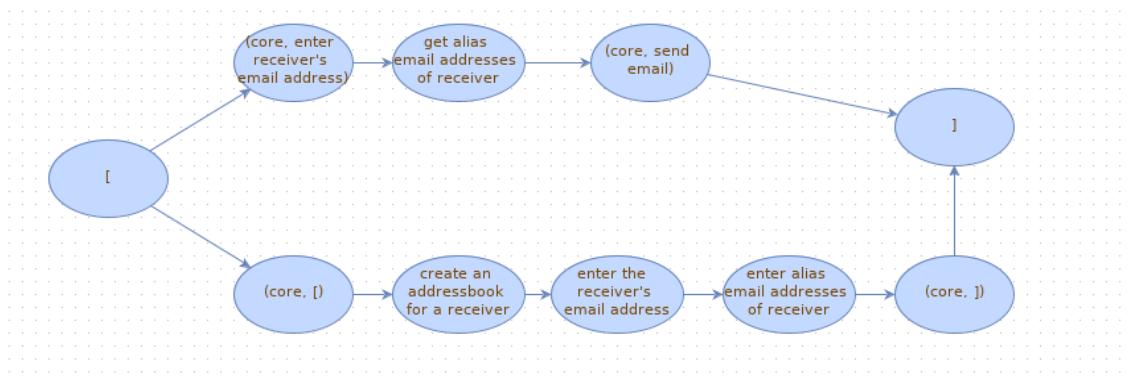 (core, enter
receiver's
email address)
get alias
email addresses
of receiver
(core, send
email)
]
[
(core, [)
create an
addressbook
for a receiver
enter the
receiver's
email address
enter alias
email addresses
of receiver
(core, ])